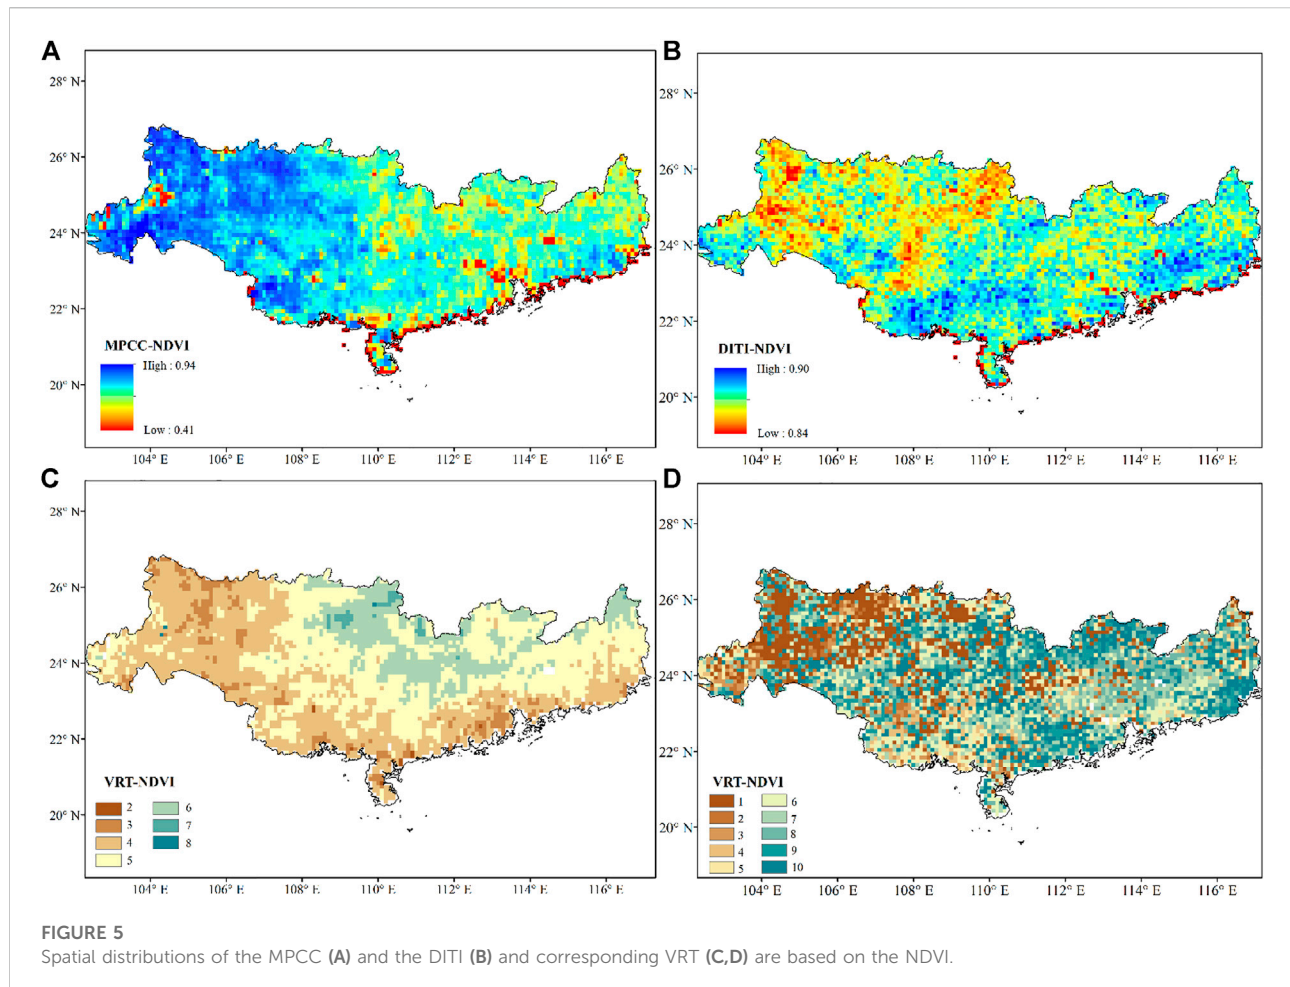 A
28° N
26° N
24° N
22° N
20° N
MPCC-NDVI
High : 0.94
Low : 0.41
104° E
106° E
108° E
110° E
112° E
114° E
116° E
B
28° N
26° N
24° N
22° N
20° N
DITI-NDVI
High : 0.90
Low : 0.84
104° E
106° E
108° E
110° E
112° E
114° E
116° E
C
28° N
26° N
24° N
22° N
20° N
VRT-NDVI
2
3
4
5
6
7
8
104° E
106° E
108° E
110° E
112° E
114° E
116° E
D
28° N
26° N
24° N
22° N
20° N
VRT-NDVI
1
2
3
4
5
6
7
8
9
10
104° E
106° E
108° E
110° E
112° E
114° E
116° E
FIGURE 5
Spatial distributions of the MPCC (A) and the DITI (B) and corresponding VRT (C,D) are based on the NDVI.